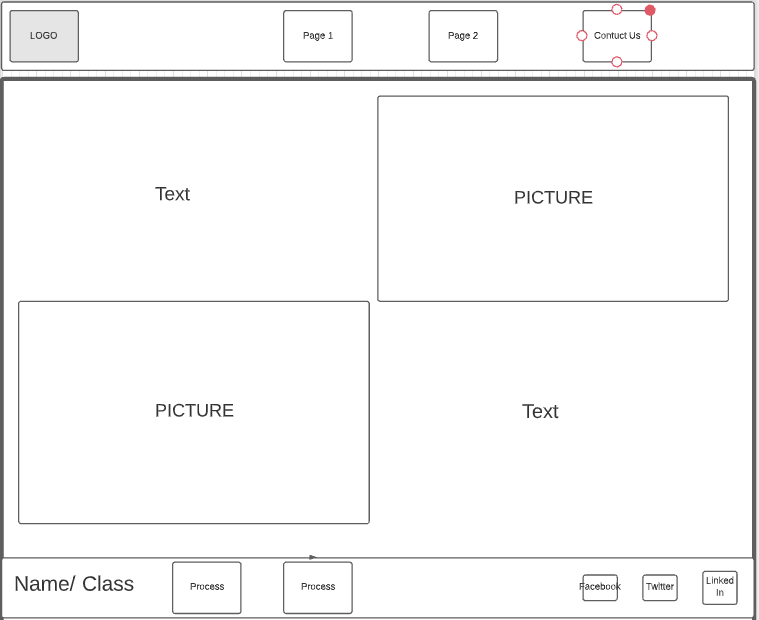 LOGO
Page 1
Page 2
Contuct Us
Text
PICTURE
PICTURE
Text
Name/ Class
Process
Process
Facebook
Twitter
Linked
In